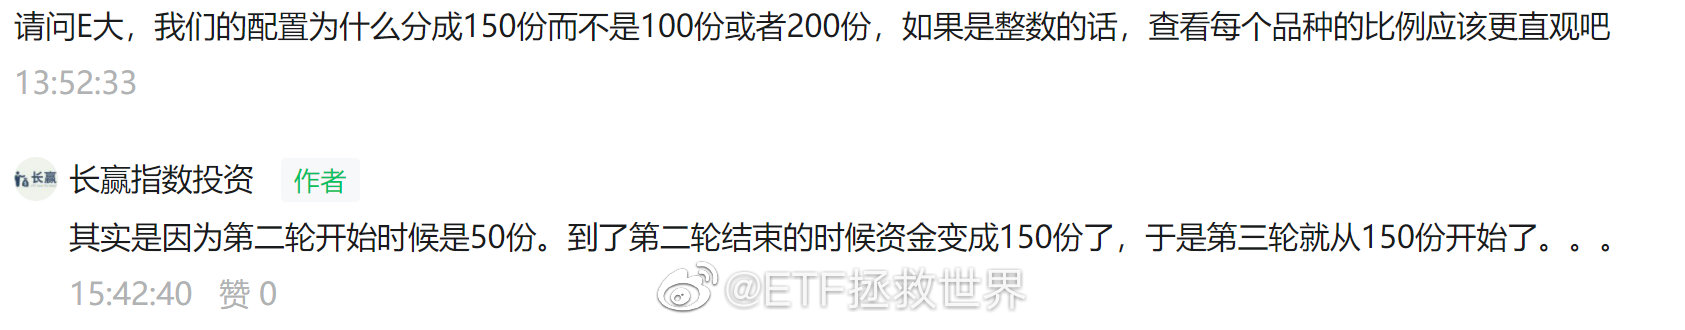 请问E大，我们的配置为什么分成150份而不是100份或者200份，如果是整数的话，查看每个品种的比例应该更直观吧
13:52:33
长赢
长赢指数投资 作者
其实是因为第二轮开始时候是50份。到了第二轮结束的时候资金变成150份了，于是第三轮就从150份开始了。。。
15:42:40 赞 0
@ETF拯救世界